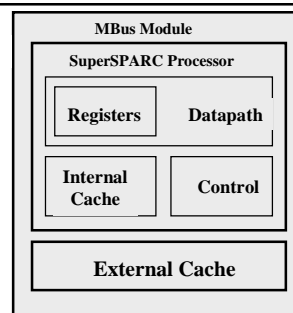 MBus Module
SuperSPARC Processor
Registers
Datapath
Internal
Cache
Control
External Cache